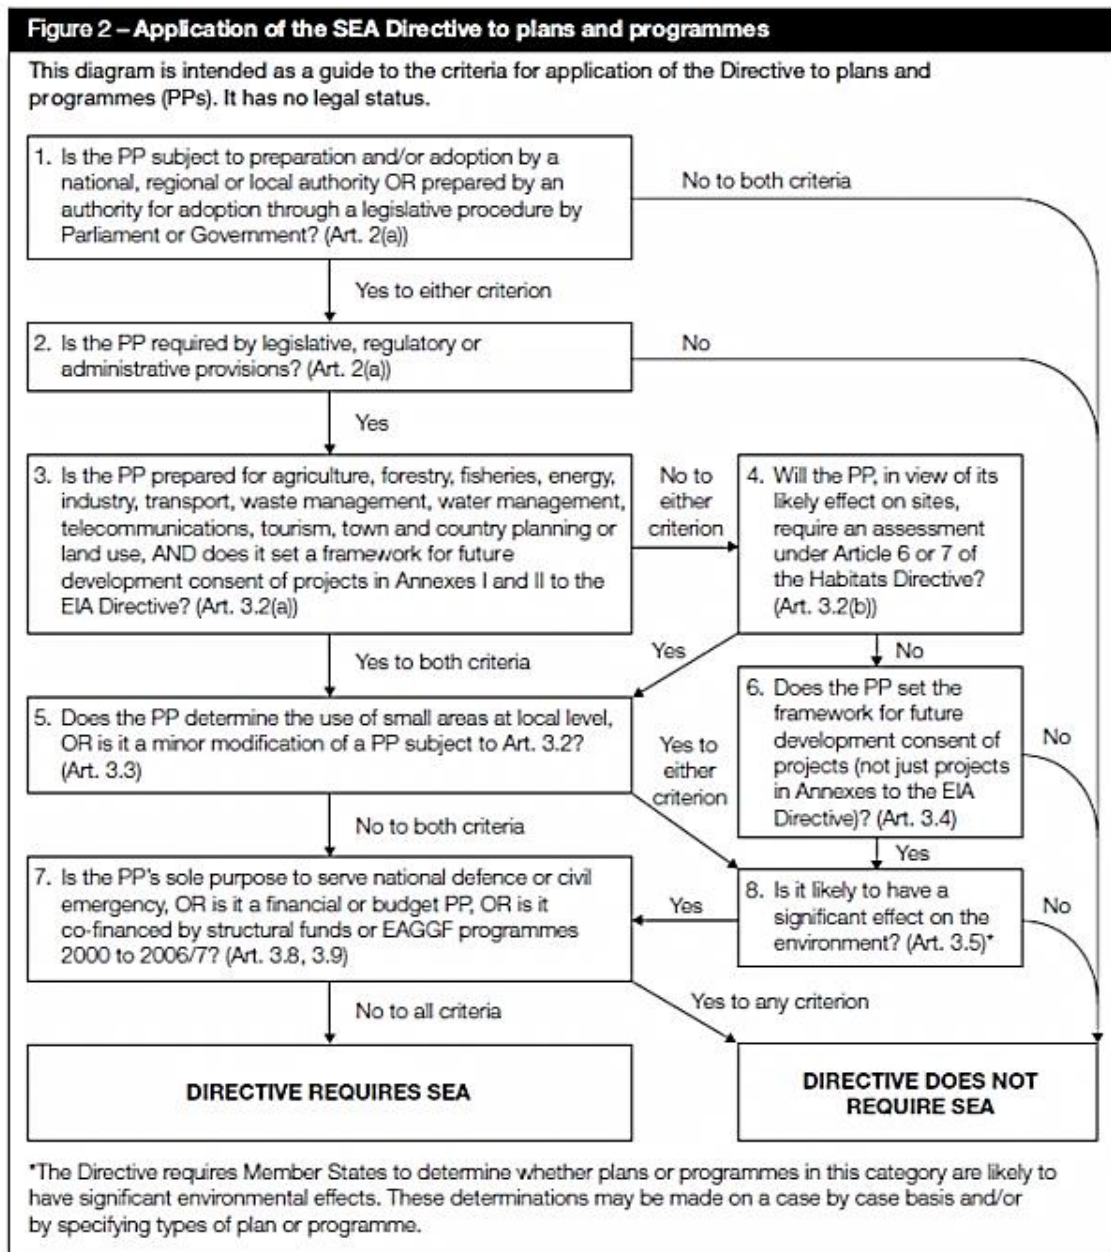 Figure 2 – Application of the SEA Directive to plans and programmes
This diagram is intended as a guide to the criteria for application of the Directive to plans and
programmes (PPs). It has no legal status.
1. Is the PP subject to preparation and/or adoption by a
national, regional or local authority OR prepared by an
authority for adoption through a legislative procedure by
Parliament or Government? (Art. 2(a))
No to both criteria
Yes to either criterion
2. Is the PP required by legislative, regulatory or
administrative provisions? (Art. 2(a))
No
Yes
3. Is the PP prepared for agriculture, forestry, fisheries, energy,
industry, transport, waste management, water management,
telecommunications, tourism, town and country planning or
land use, AND does it set a framework for future
development consent of projects in Annexes I and II to the
EIA Directive? (Art. 3.2(a))
No to
either
criterion
4. Will the PP, in view of its
likely effect on sites,
require an assessment
under Article 6 or 7 of
the Habitats Directive?
(Art. 3.2(b))
Yes to both criteria
Yes
No
5. Does the PP determine the use of small areas at local level,
OR is it a minor modification of a PP subject to Art. 3.2?
(Art. 3.3)
Yes to
either
criterion
6. Does the PP set the
framework for future
development consent of
projects (not just projects
in Annexes to the EIA
Directive)? (Art. 3.4)
No
No to both criteria
Yes
7. Is the PP's sole purpose to serve national defence or civil
emergency, OR is it a financial or budget PP, OR is it
co-financed by structural funds or EAGGF programmes
2000 to 2006/7? (Art. 3.8, 3.9)
Yes
8. Is it likely to have a
significant effect on the
environment? (Art. 3.5)*
No
No to all criteria
Yes to any criterion
DIRECTIVE REQUIRES SEA
DIRECTIVE DOES NOT
REQUIRE SEA
*The Directive requires Member States to determine whether plans or programmes in this category are likely to
have significant environmental effects. These determinations may be made on a case by case basis and/or
by specifying types of plan or programme.